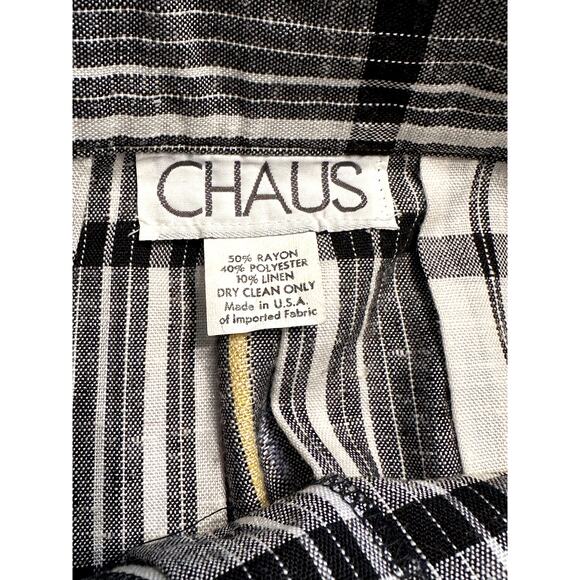 CHAUS
50% RAYON
40% POLYESTER
10% LINEN
DRY CLEAN ONLY
Made in U.S.A.
of Imported Fabric